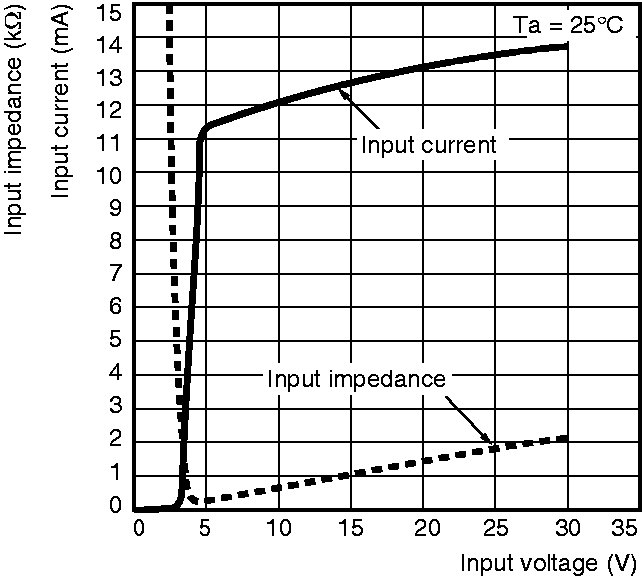 Input impedance (kΩ)
Input current (mA)
Ta = 25°C
15
14
13
12
11
10
9
8
7
6
5
4
3
2
1
0
Input current
Input impedance
0 5 10 15 20 25 30 35
Input voltage (V)